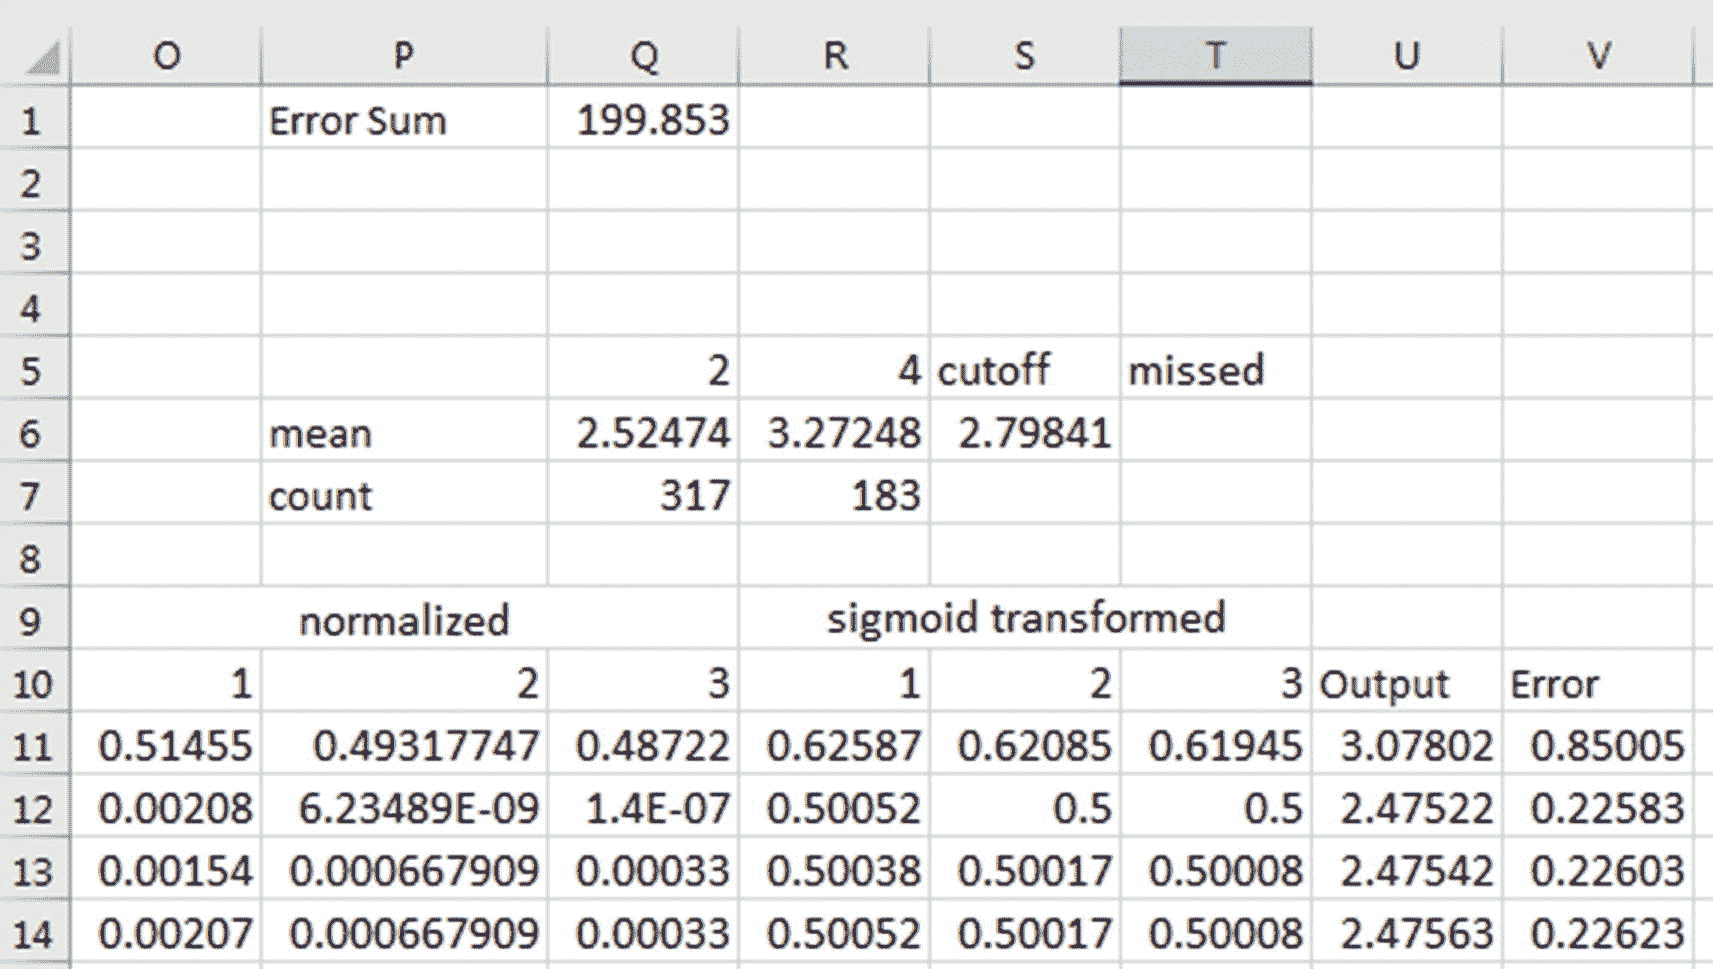 O P Q R S T U V
1 Error Sum 199.853
2
3
4
5 2 4 cutoff missed
6 mean 2.52474 3.27248 2.79841
7 count 317 183
8
9 normalized sigmoid transformed
10 1 2 3 1 2 3 Output Error
11 0.51455 0.49317747 0.48722 0.62587 0.62085 0.61945 3.07802 0.85005
12 0.00208 6.23489E-09 1.4E-07 0.50052 0.5 0.5 2.47522 0.22583
13 0.00154 0.000667909 0.00033 0.50038 0.50017 0.50008 2.47542 0.22603
14 0.00207 0.000667909 0.00033 0.50052 0.50017 0.50008 2.47563 0.22623